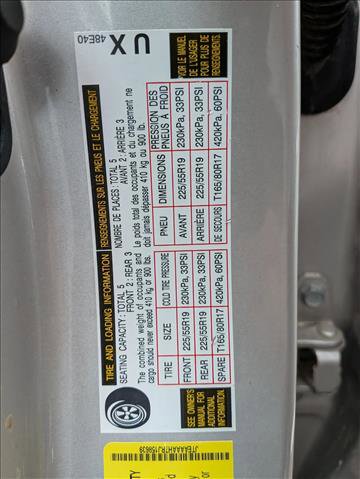 UX
48E40
TIRE AND LOADING INFORMATION
RENSEIGNEMENTS SUR LES PNEUS ET LE CHARGEMENT
SEATING CAPACITY:TOTAL 5
FRONT 2 : REAR 3
NOMBRE DE PLACES :TOTAL 5
AVANT 2 : ARRIÈRE 3
The combined weight of occupants and
cargo should never exceed 410 kg or 900 lbs.
Le poids total des occupants et du chargement ne
doit jamais dépasser 410 kg ou 900 lb.
TIRE SIZE COLD TIRE PRESSURE
FRONT 225/55R19 230kPa, 33PSI
REAR 225/55R19 230kPa, 33PSI
SPARE T165/80R17 420kPa, 60PSI
PNEU DIMENSIONS PRESSION DES
PNEUS À FROID
AVANT 225/55R19 230kPa, 33PSI
ARRIÈRE 225/55R19 230kPa, 33PSI
DE SECOURS T165/80R17 420kPa, 60PSI
SEE OWNER'S
MANUAL FOR
ADDITIONAL
INFORMATION.
VOIR LE MANUEL
DE L'USAGER
POUR PLUS DE
RENSEIGNEMENTS.
or